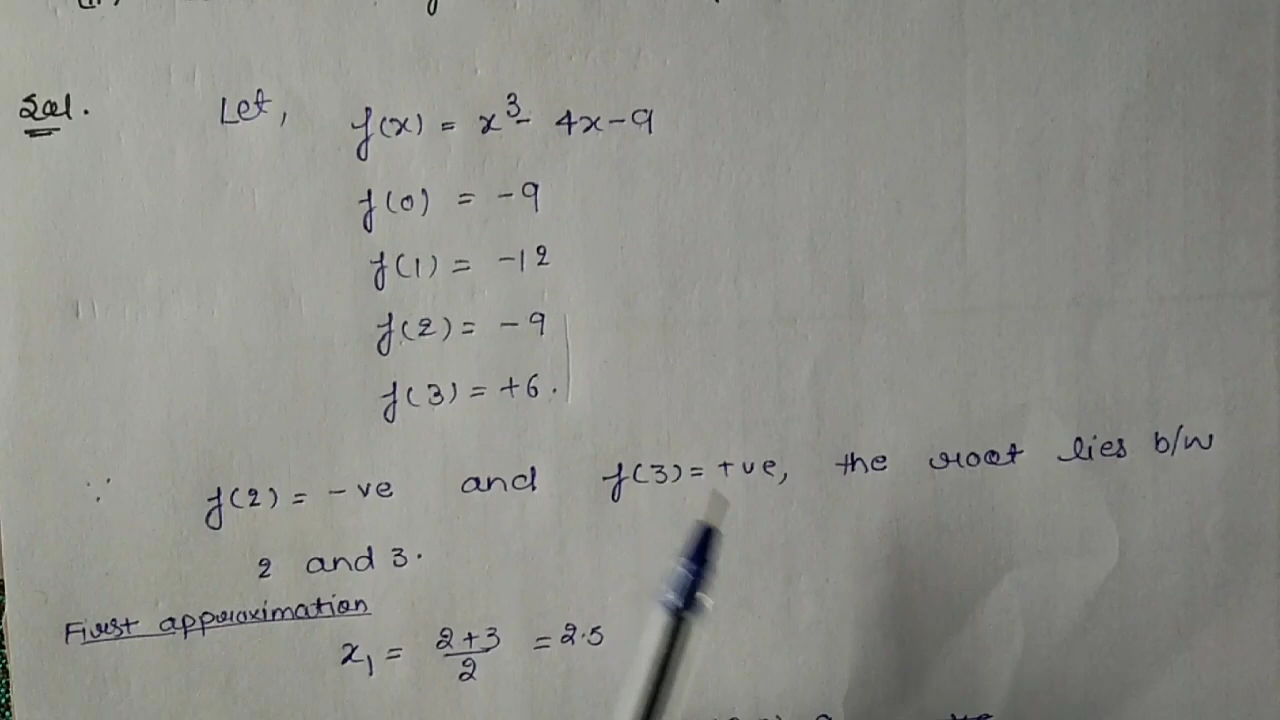 Sol.
Let, f(x) = x³- 4x-9
f(0) = -9
f(1) = -12
f(2) = -9
f(3) = +6.
∵ f(2) = -ve and f(3) = +ve, the root lies b/w
2 and 3.
First approximation
x₁ = (2+3)/2 = 2.5